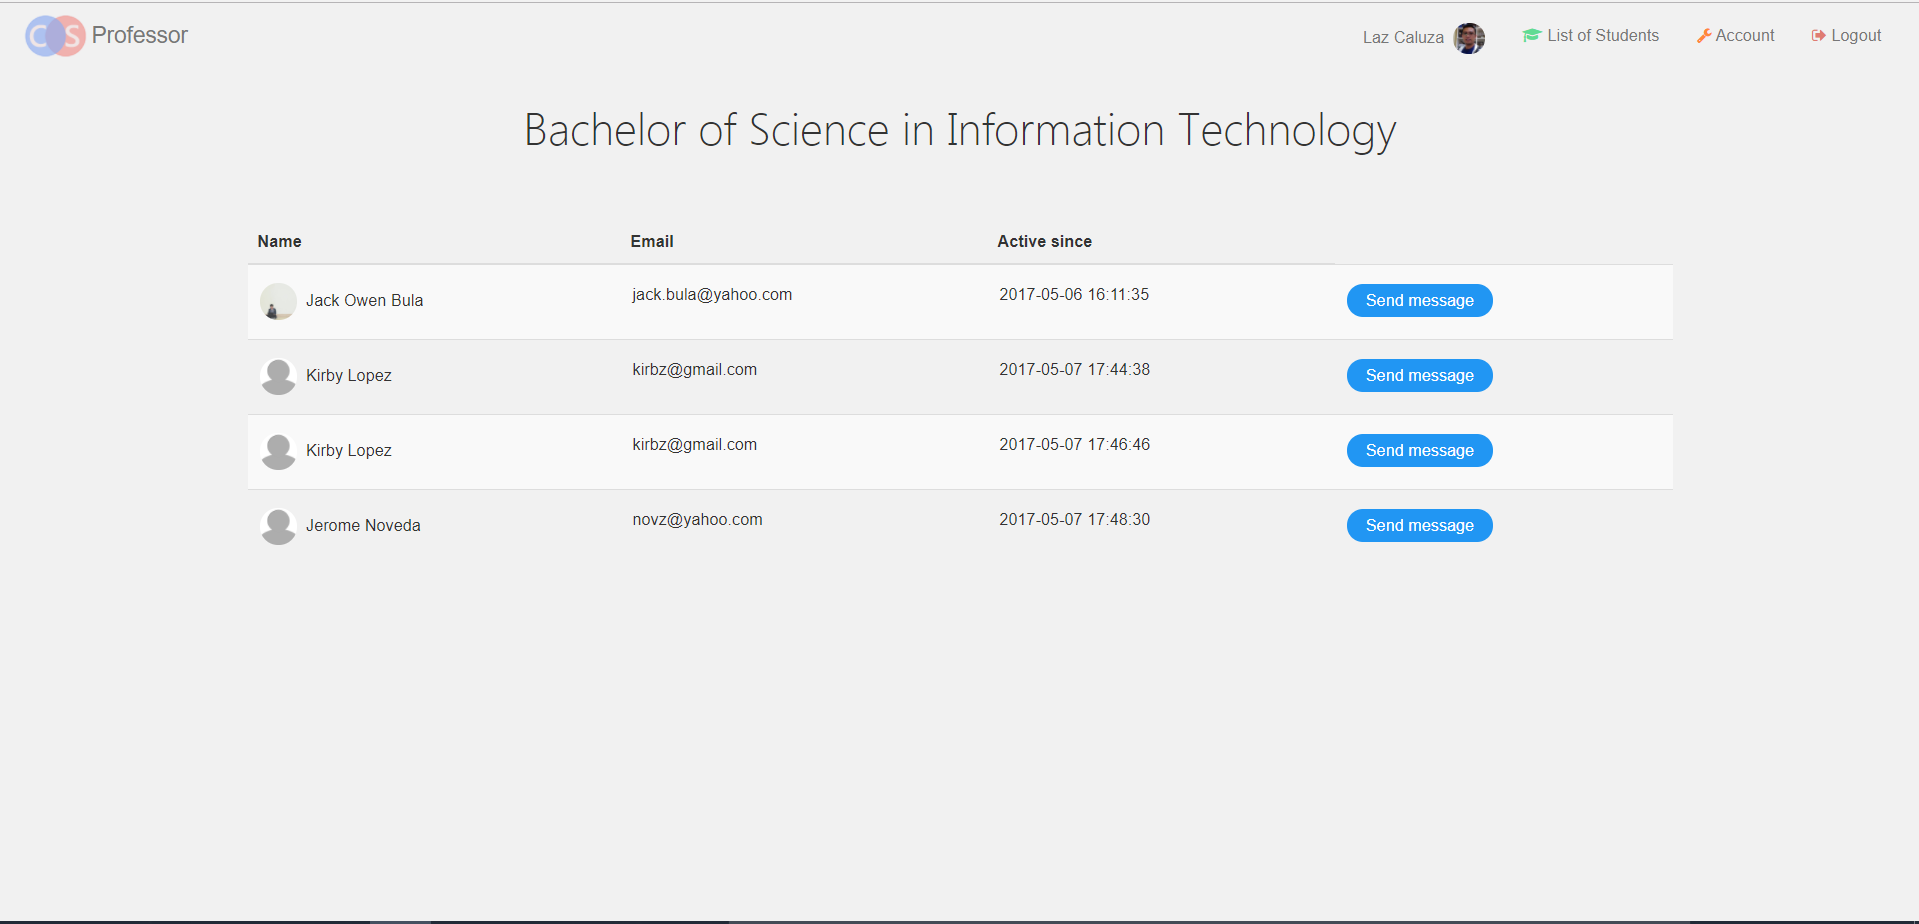 CS Professor
Laz Caluza List of Students Account Logout
Bachelor of Science in Information Technology
Name Email Active since
Jack Owen Bula jack.bula@yahoo.com 2017-05-06 16:11:35 Send message
Kirby Lopez kirbz@gmail.com 2017-05-07 17:44:38 Send message
Kirby Lopez kirbz@gmail.com 2017-05-07 17:46:46 Send message
Jerome Noveda novz@yahoo.com 2017-05-07 17:48:30 Send message